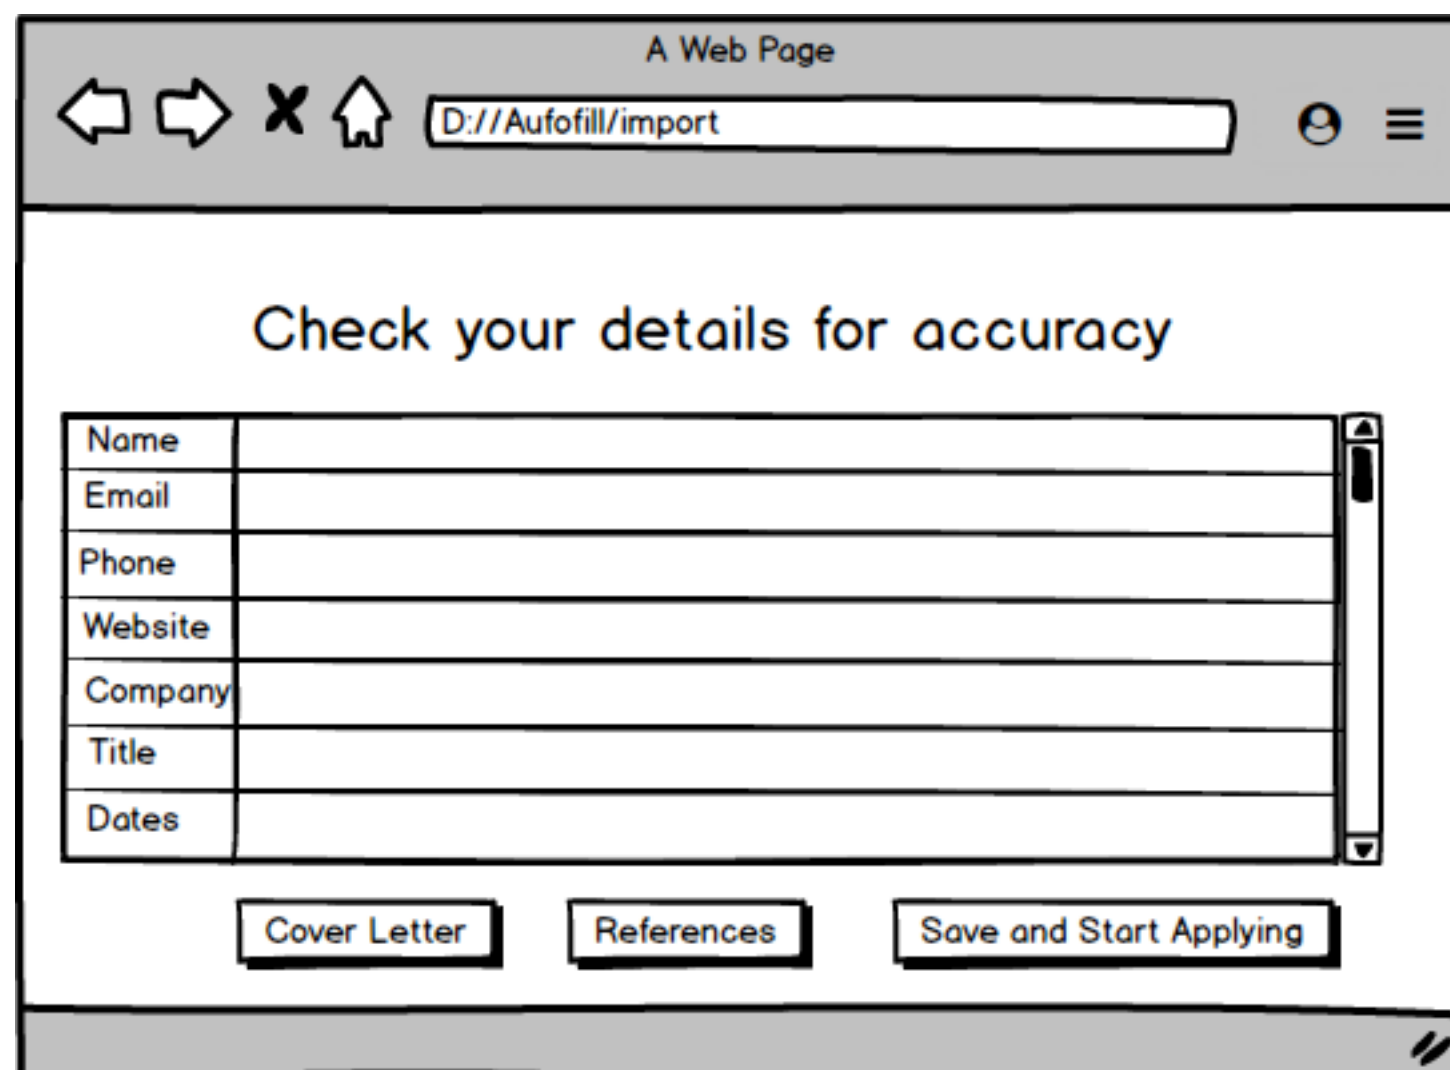 A Web Page
D://Aufofill/import
Check your details for accuracy
Name
Email
Phone
Website
Company
Title
Dates
Cover Letter
References
Save and Start Applying